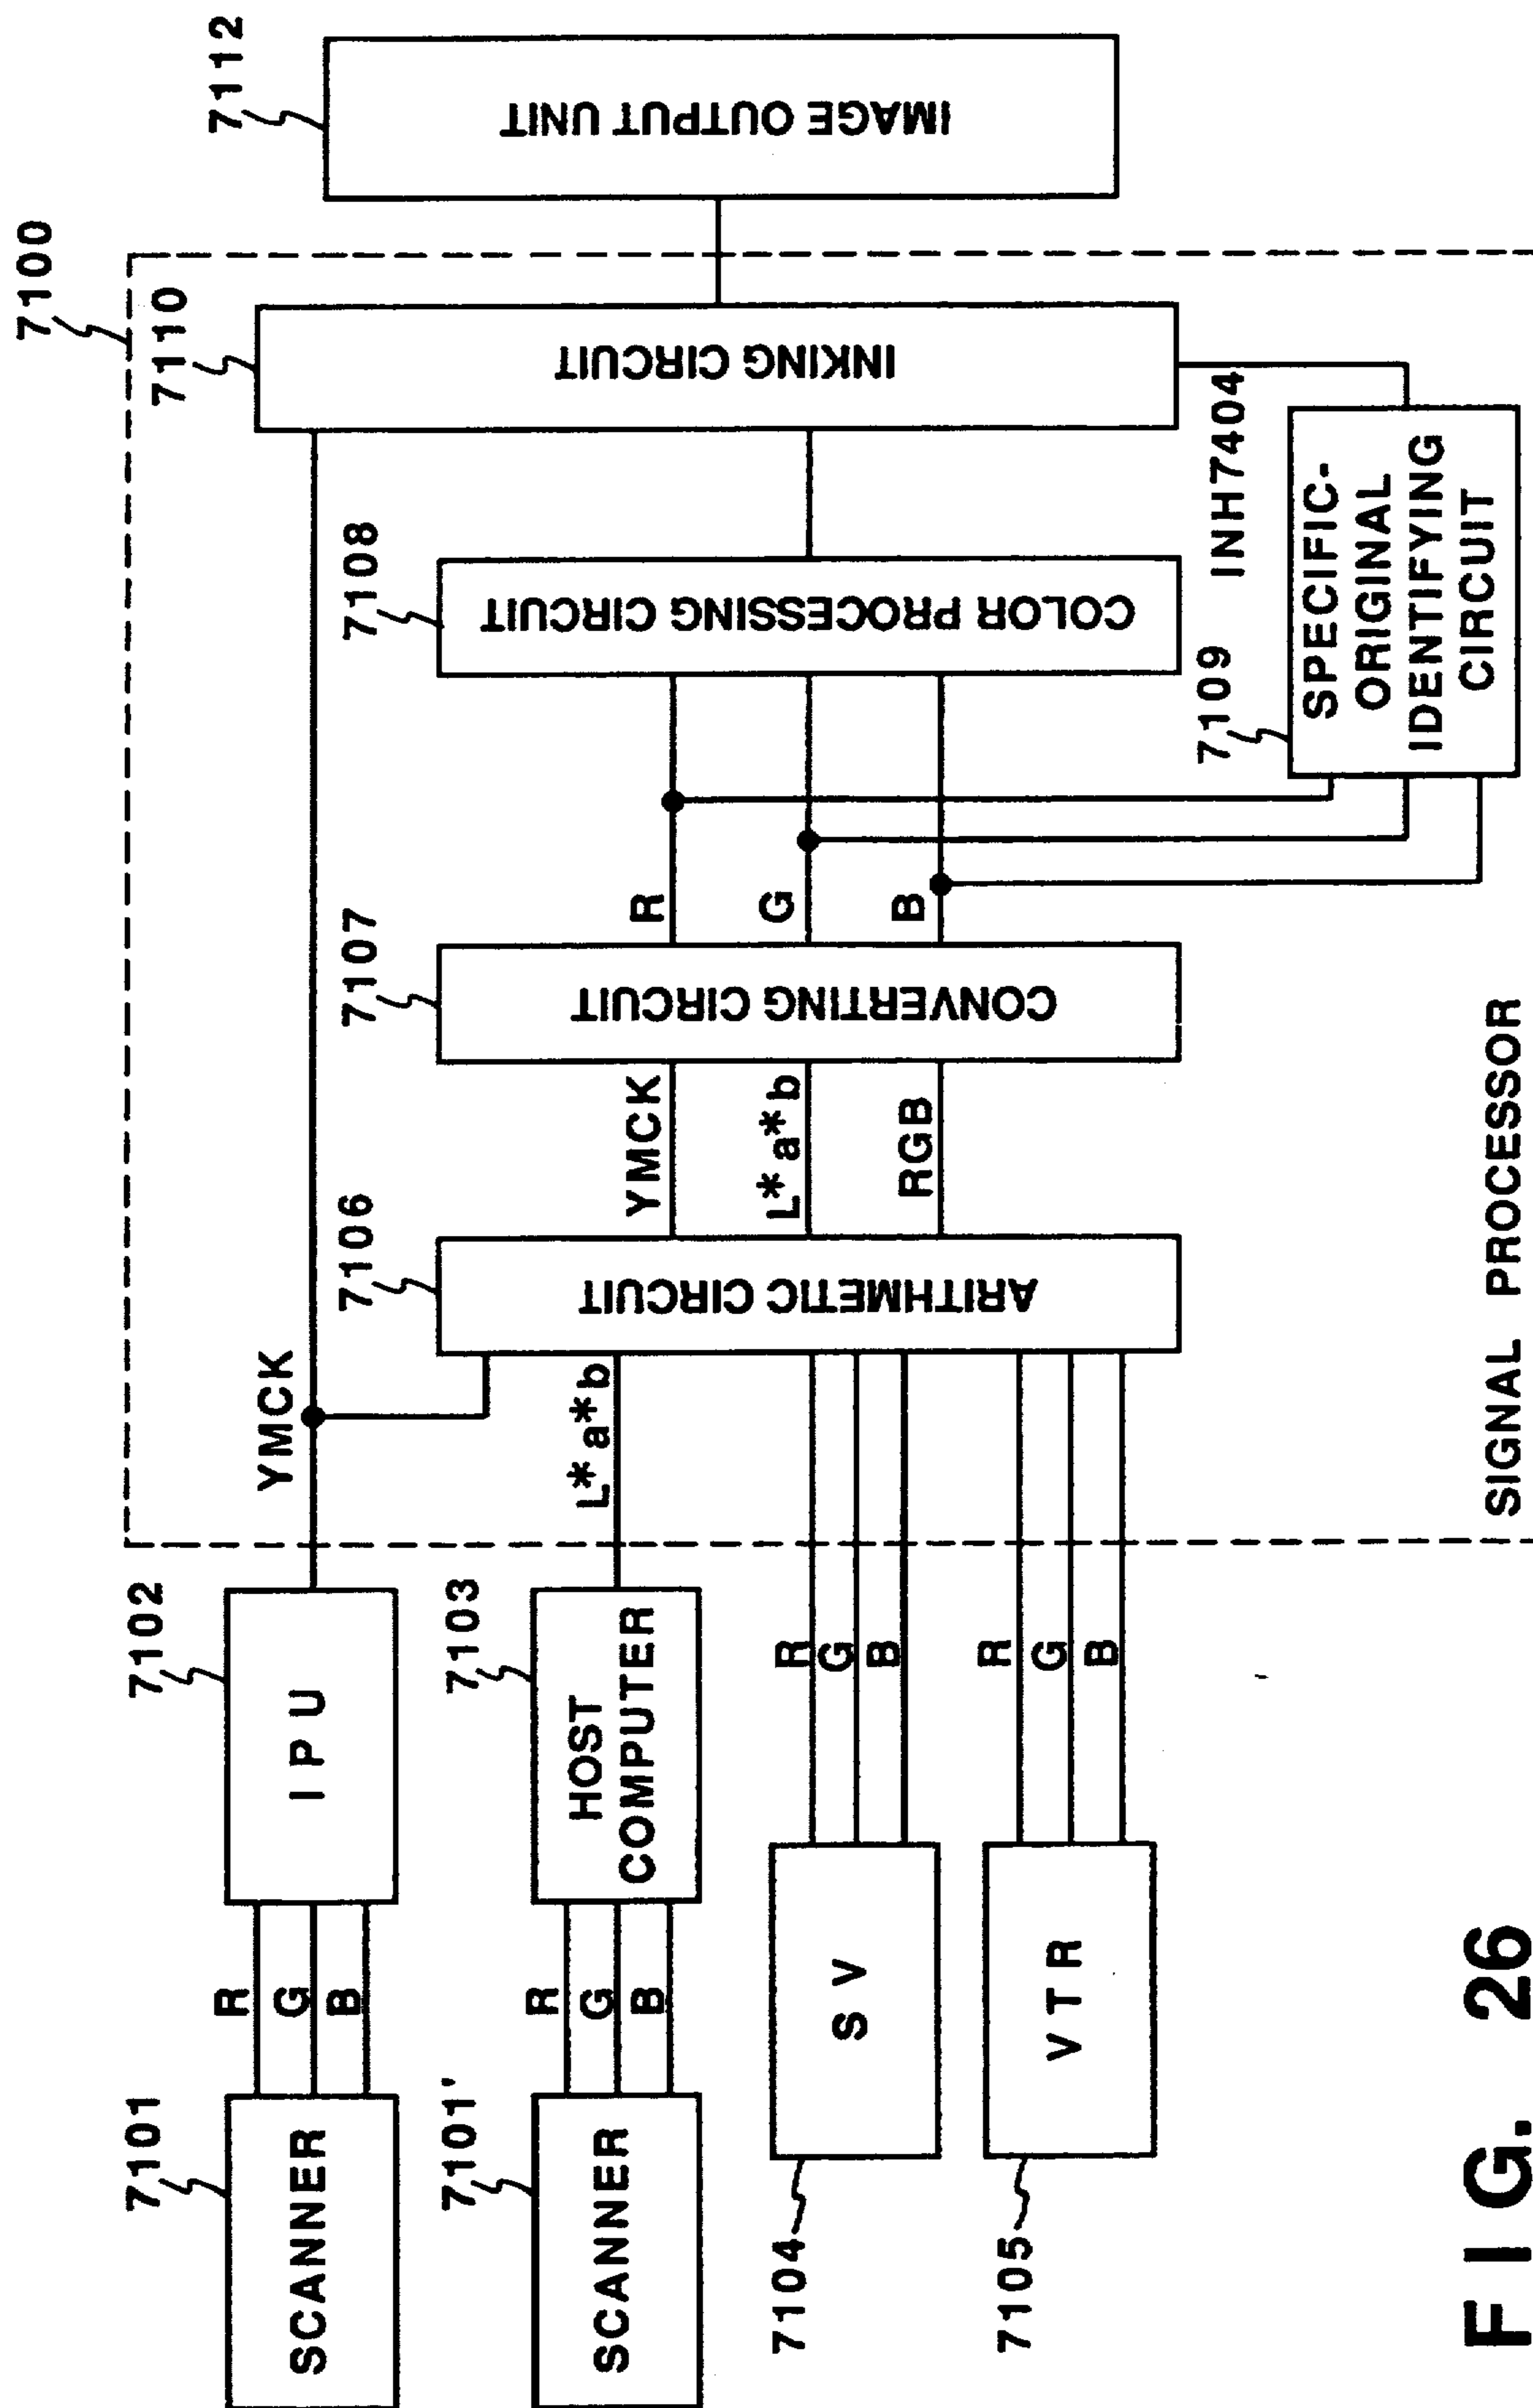 7100
7101
SCANNER
R
G
B
7102
I P U
YMCK
7110
INKING CIRCUIT
7112
IMAGE OUTPUT UNIT
7101'
SCANNER
R
G
B
7103
HOST
COMPUTER
L*a*b
7106
ARITHMETIC CIRCUIT
YMCK
L*a*b
RGB
7107
CONVERTING CIRCUIT
R
G
B
7108
COLOR PROCESSING CIRCUIT
7104
S V
R
G
B
7105
V T R
R
G
B
7109
INH7404
SPECIFIC-
ORIGINAL
IDENTIFYING
CIRCUIT
SIGNAL PROCESSOR
F I G. 26